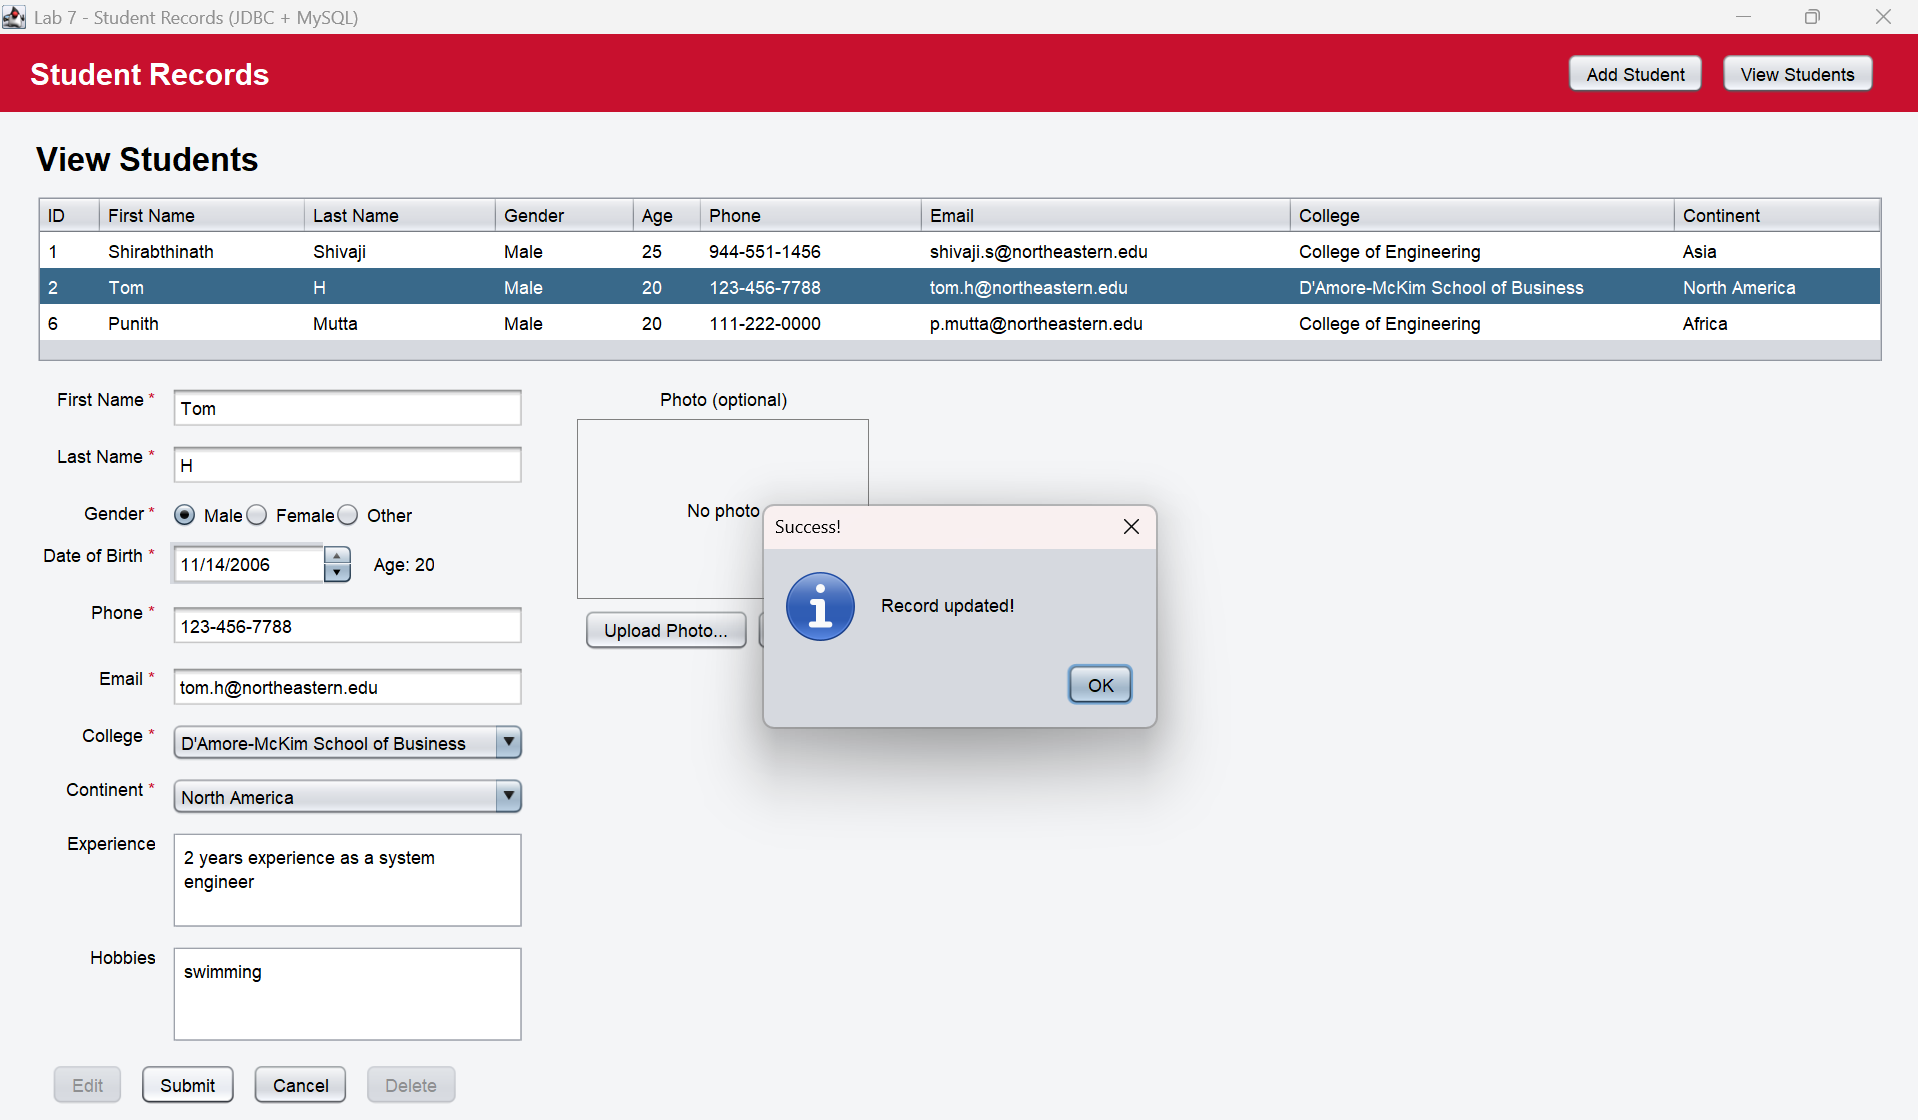 Lab 7 - Student Records (JDBC + MySQL)
Student Records
Add Student
View Students
View Students
ID First Name Last Name Gender Age Phone Email College Continent
1 Shirabthinath Shivaji Male 25 944-551-1456 shivaji.s@northeastern.edu College of Engineering Asia
2 Tom H Male 20 123-456-7788 tom.h@northeastern.edu D'Amore-McKim School of Business North America
6 Punith Mutta Male 20 111-222-0000 p.mutta@northeastern.edu College of Engineering Africa
First Name * Tom
Last Name * H
Gender * Male Female Other
Date of Birth * 11/14/2006 Age: 20
Phone * 123-456-7788
Email * tom.h@northeastern.edu
College * D'Amore-McKim School of Business
Continent * North America
Experience 2 years experience as a system
engineer
Hobbies swimming
Edit Submit Cancel Delete
Photo (optional)
No photo
Upload Photo...
Success!
Record updated!
OK